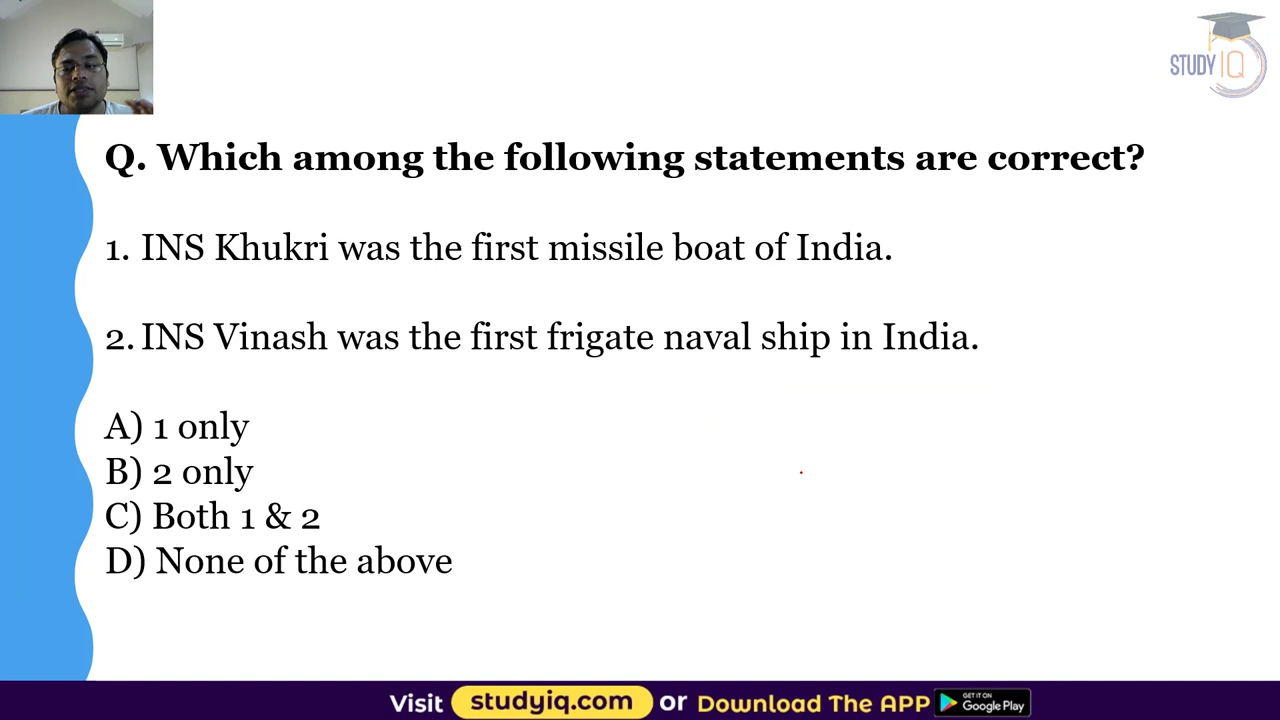 STUDY IQ
Q. Which among the following statements are correct?
1. INS Khukri was the first missile boat of India.
2. INS Vinash was the first frigate naval ship in India.
A) 1 only
B) 2 only
C) Both 1 & 2
D) None of the above
Visit studyiq.com or Download The APP GET IT ON Google Play